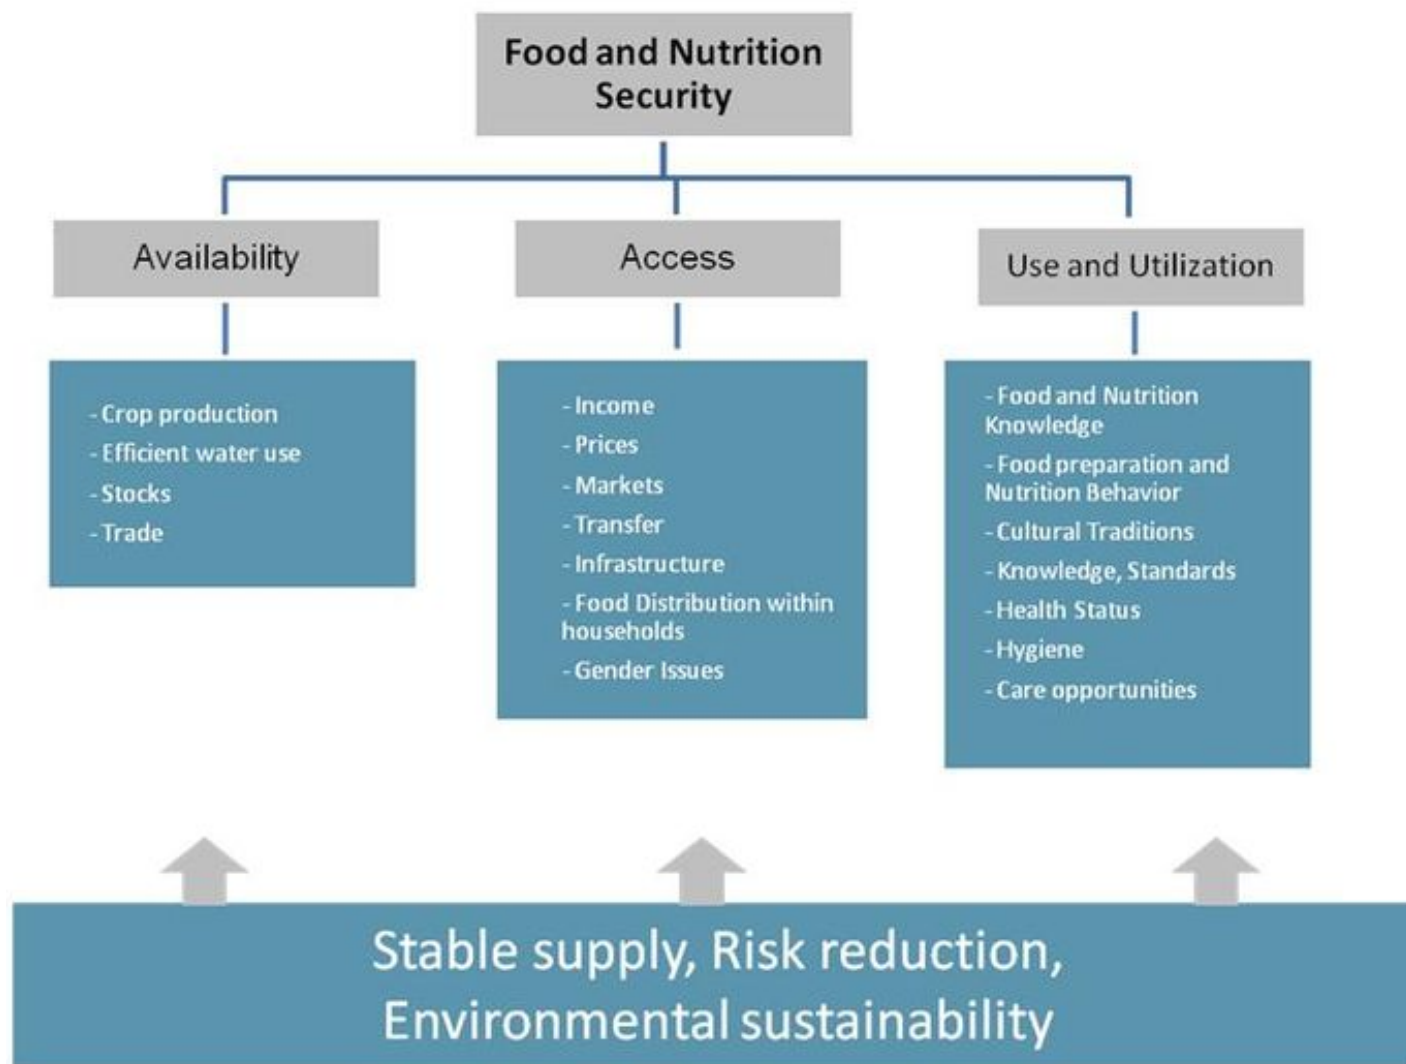 Food and Nutrition
Security
Availability
Access
Use and Utilization
- Crop production
- Efficient water use
- Stocks
- Trade
- Income
- Prices
- Markets
- Transfer
- Infrastructure
- Food Distribution within
households
- Gender Issues
- Food and Nutrition
Knowledge
- Food preparation and
Nutrition Behavior
- Cultural Traditions
- Knowledge, Standards
- Health Status
- Hygiene
- Care opportunities
Stable supply, Risk reduction,
Environmental sustainability